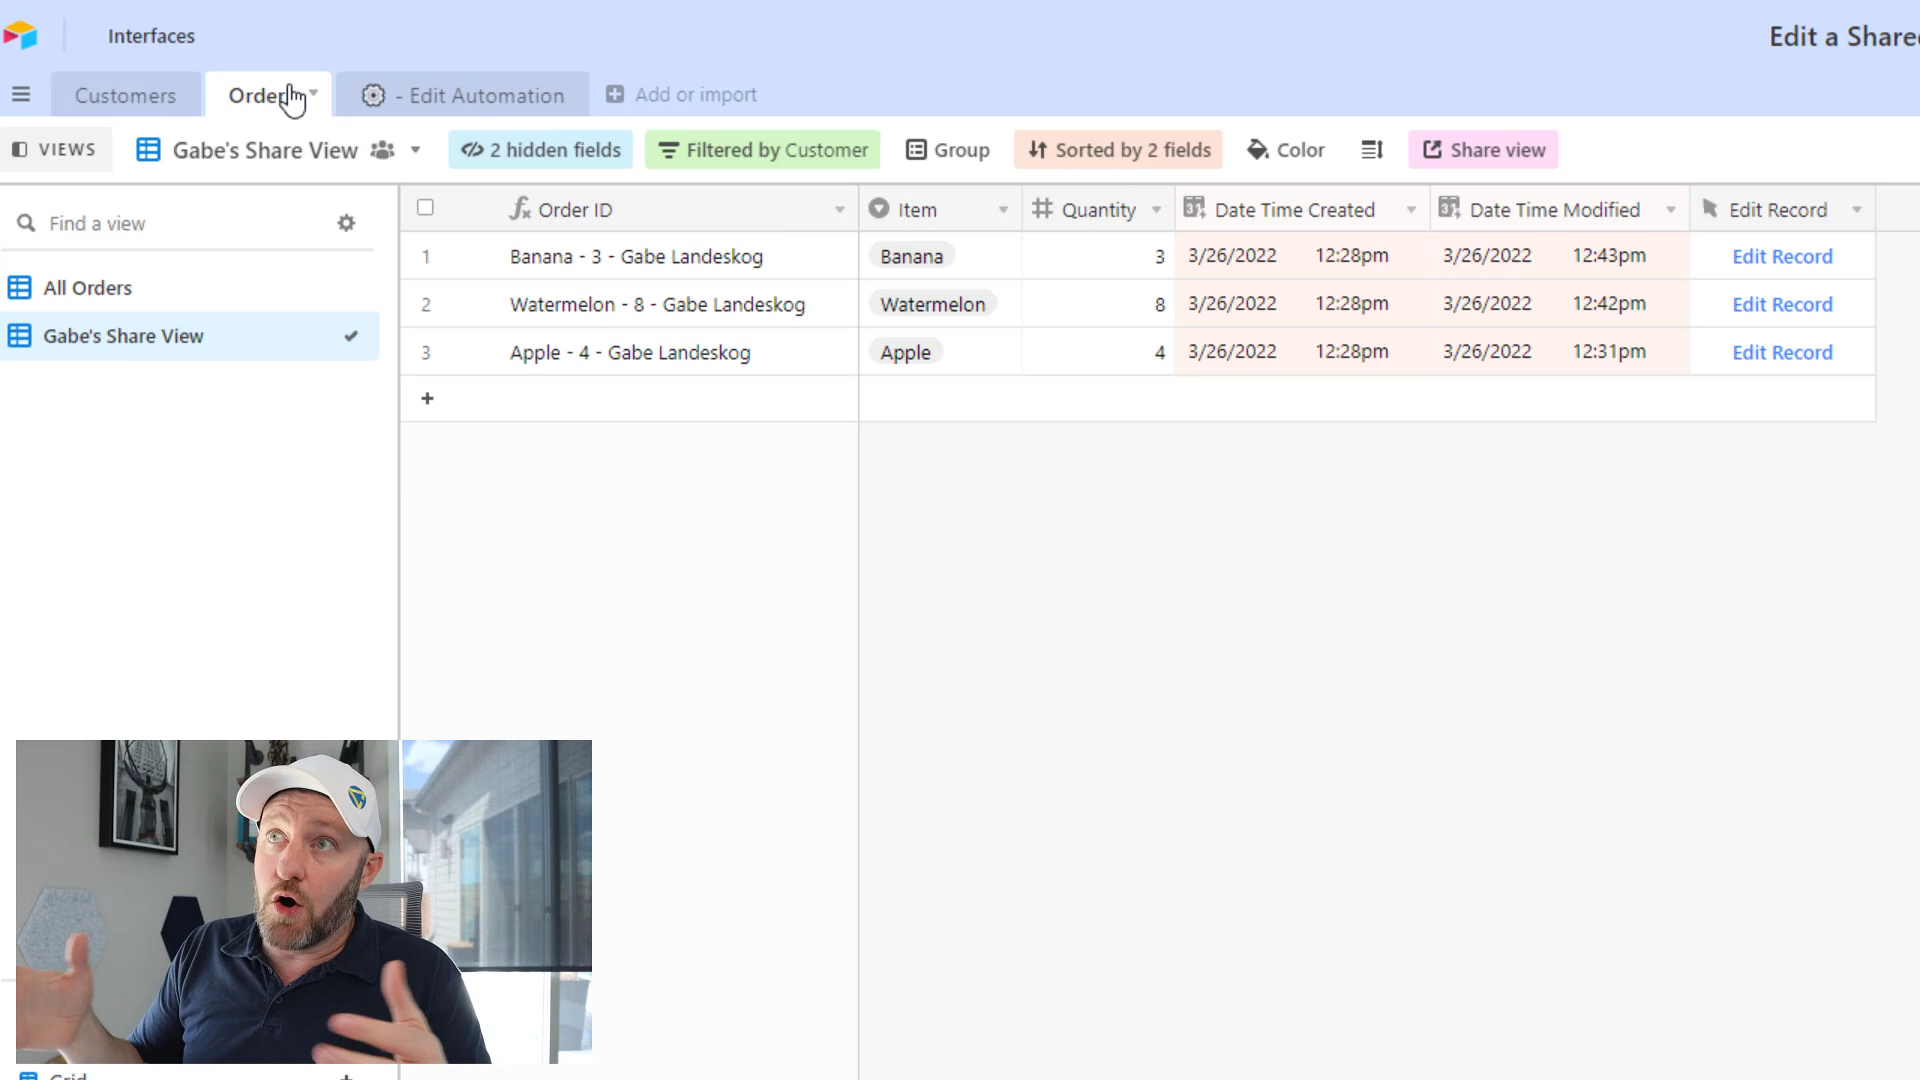 Interfaces
Edit a Share
Customers
Order
- Edit Automation
Add or import
VIEWS
Gabe's Share View
2 hidden fields
Filtered by Customer
Group
Sorted by 2 fields
Color
Share view
Find a view
All Orders
Gabe's Share View
Order ID Item Quantity Date Time Created Date Time Modified Edit Record
1 Banana - 3 - Gabe Landeskog Banana 3 3/26/2022 12:28pm 3/26/2022 12:43pm Edit Record
2 Watermelon - 8 - Gabe Landeskog Watermelon 8 3/26/2022 12:28pm 3/26/2022 12:42pm Edit Record
3 Apple - 4 - Gabe Landeskog Apple 4 3/26/2022 12:28pm 3/26/2022 12:31pm Edit Record
+
Grid +